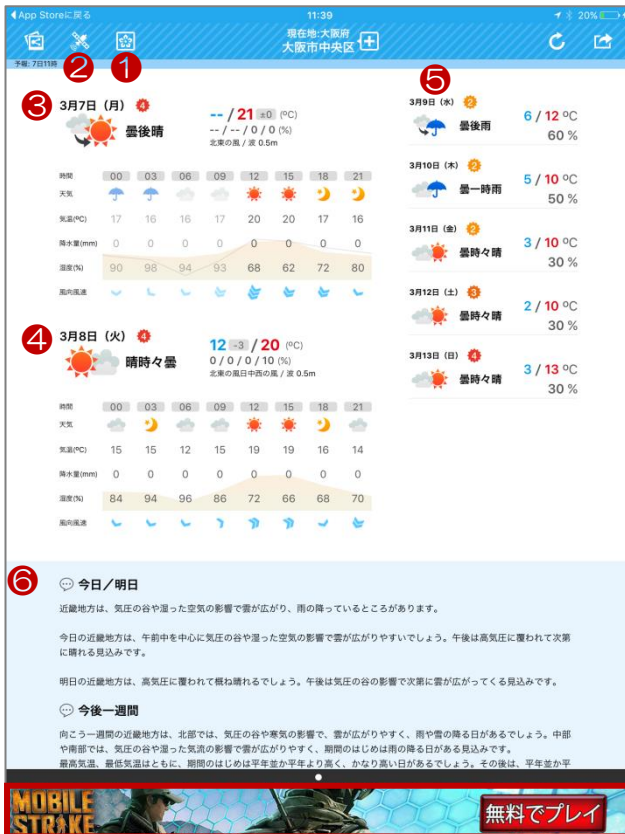 App Storeに戻る 11:39 20%
現在地:大阪府
大阪市中央区
予報: 7日11時
② ①
③ 3月7日（月） 4
曇後晴
-- / 21 ±0 (ºC)
-- / -- / 0 / 0 (%)
北東の風 / 波 0.5m
時間 00 03 06 09 12 15 18 21
天気
気温(ºC) 17 16 16 17 20 20 17 16
降水量(mm) 0 0 0 0 0 0 0 0
湿度(%) 90 98 94 93 68 62 72 80
風向風速
④ 3月8日（火） 4
晴時々曇
12 -3 / 20 (ºC)
0 / 0 / 0 / 10 (%)
北東の風日中西の風 / 波 0.5m
時間 00 03 06 09 12 15 18 21
天気
気温(ºC) 15 15 12 15 19 19 16 14
降水量(mm) 0 0 0 0 0 0 0 0
湿度(%) 84 94 96 86 72 66 68 70
風向風速
⑤
3月9日（水） 2
曇後雨
6 / 12 ºC
60 %
3月10日（木） 2
曇一時雨
5 / 10 ºC
50 %
3月11日（金） 2
曇時々晴
3 / 10 ºC
30 %
3月12日（土） 3
曇時々晴
2 / 10 ºC
30 %
3月13日（日） 4
曇時々晴
3 / 13 ºC
30 %
⑥ 今日／明日
近畿地方は、気圧の谷や湿った空気の影響で雲が広がり、雨の降っているところがあります。
今日の近畿地方は、午前中を中心に気圧の谷や湿った空気の影響で雲が広がりやすいでしょう。午後は高気圧に覆われて次第
に晴れる見込みです。
明日の近畿地方は、高気圧に覆われて概ね晴れるでしょう。午後は気圧の谷の影響で次第に雲が広がってくる見込みです。
今後一週間
向こう一週間の近畿地方は、北部では、気圧の谷や寒気の影響で、雲が広がりやすく、雨や雪の降る日があるでしょう。中部
や南部では、気圧の谷や湿った気流の影響で雲が広がりやすく、期間のはじめは雨の降る日がある見込みです。
最高気温、最低気温はともに、期間のはじめは平年並か平年より高く、かなり高い日があるでしょう。その後は、平年並か平
MOBILE
STRIKE
無料でプレイ